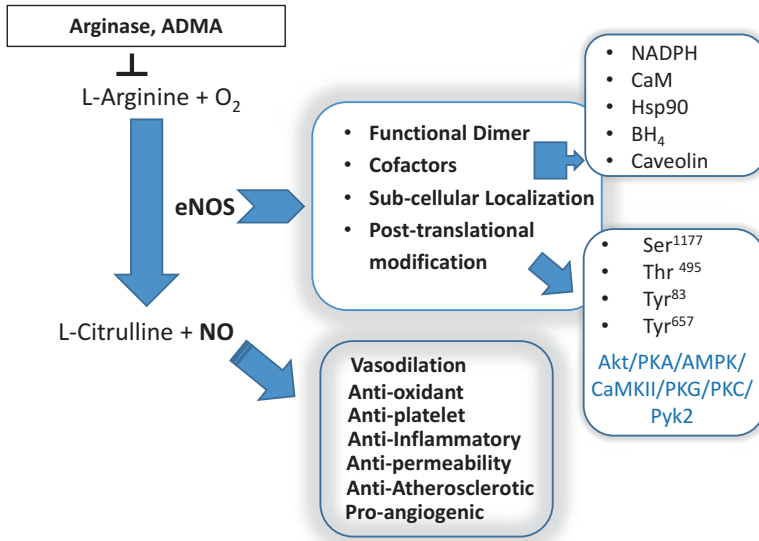 Arginase, ADMA
L-Arginine + O₂
eNOS
L-Citrulline + NO
• Functional Dimer
• Cofactors
• Sub-cellular Localization
• Post-translational
modification
• NADPH
• CaM
• Hsp90
• BH₄
• Caveolin
• Ser¹¹⁷⁷
• Thr ⁴⁹⁵
• Tyr⁸³
• Tyr⁶⁵⁷
Akt/PKA/AMPK/
CaMKII/PKG/PKC/
Pyk2
Vasodilation
Anti-oxidant
Anti-platelet
Anti-Inflammatory
Anti-permeability
Anti-Atherosclerotic
Pro-angiogenic